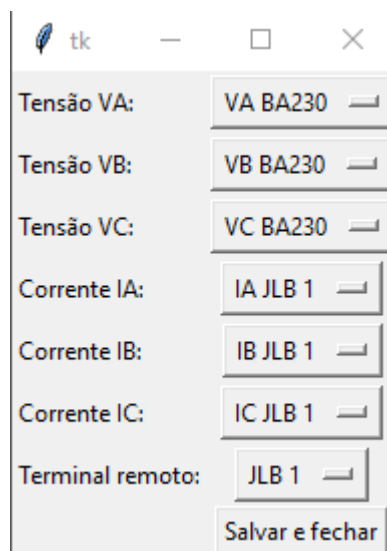 tk
Tensão VA: VA BA230
Tensão VB: VB BA230
Tensão VC: VC BA230
Corrente IA: IA JLB 1
Corrente IB: IB JLB 1
Corrente IC: IC JLB 1
Terminal remoto: JLB 1
Salvar e fechar